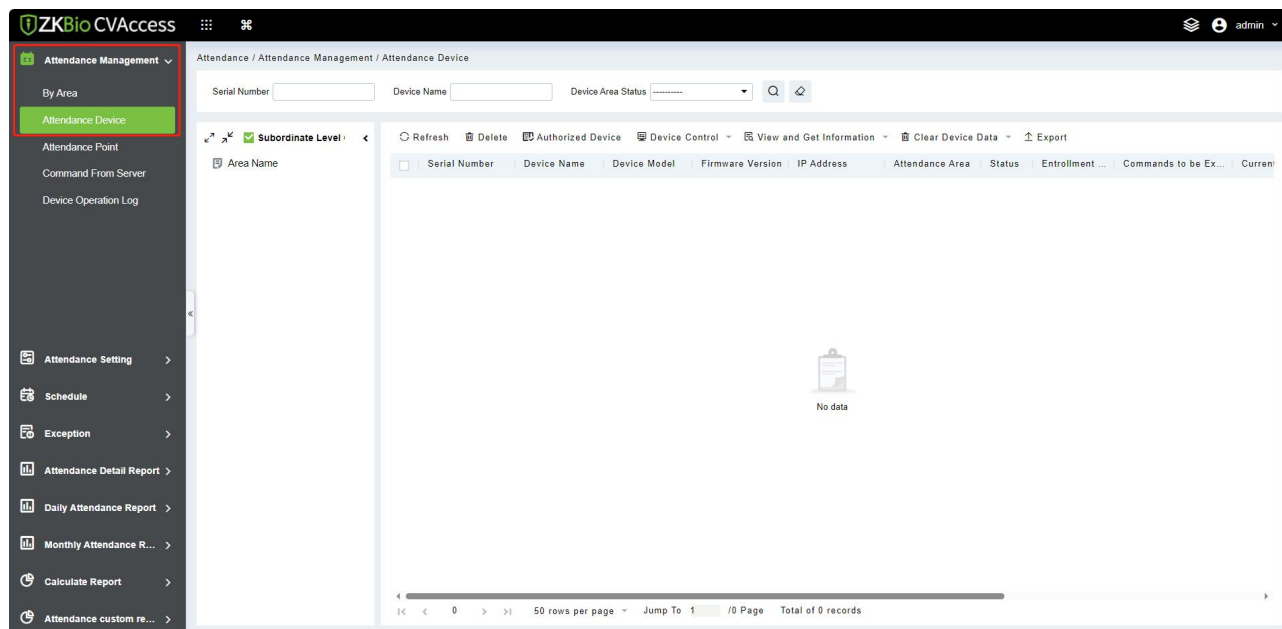 ZKBio CVAccess
admin
Attendance Management
By Area
Attendance Device
Attendance Point
Command From Server
Device Operation Log
Attendance Setting
Schedule
Exception
Attendance Detail Report
Daily Attendance Report
Monthly Attendance R...
Calculate Report
Attendance custom re...
Attendance / Attendance Management / Attendance Device
Serial Number Device Name Device Area Status ----------
Subordinate Level
Area Name
Refresh Delete Authorized Device Device Control View and Get Information Clear Device Data Export
Serial Number Device Name Device Model Firmware Version IP Address Attendance Area Status Enrollment ... Commands to be Ex... Current
No data
0 50 rows per page Jump To 1 /0 Page Total of 0 records